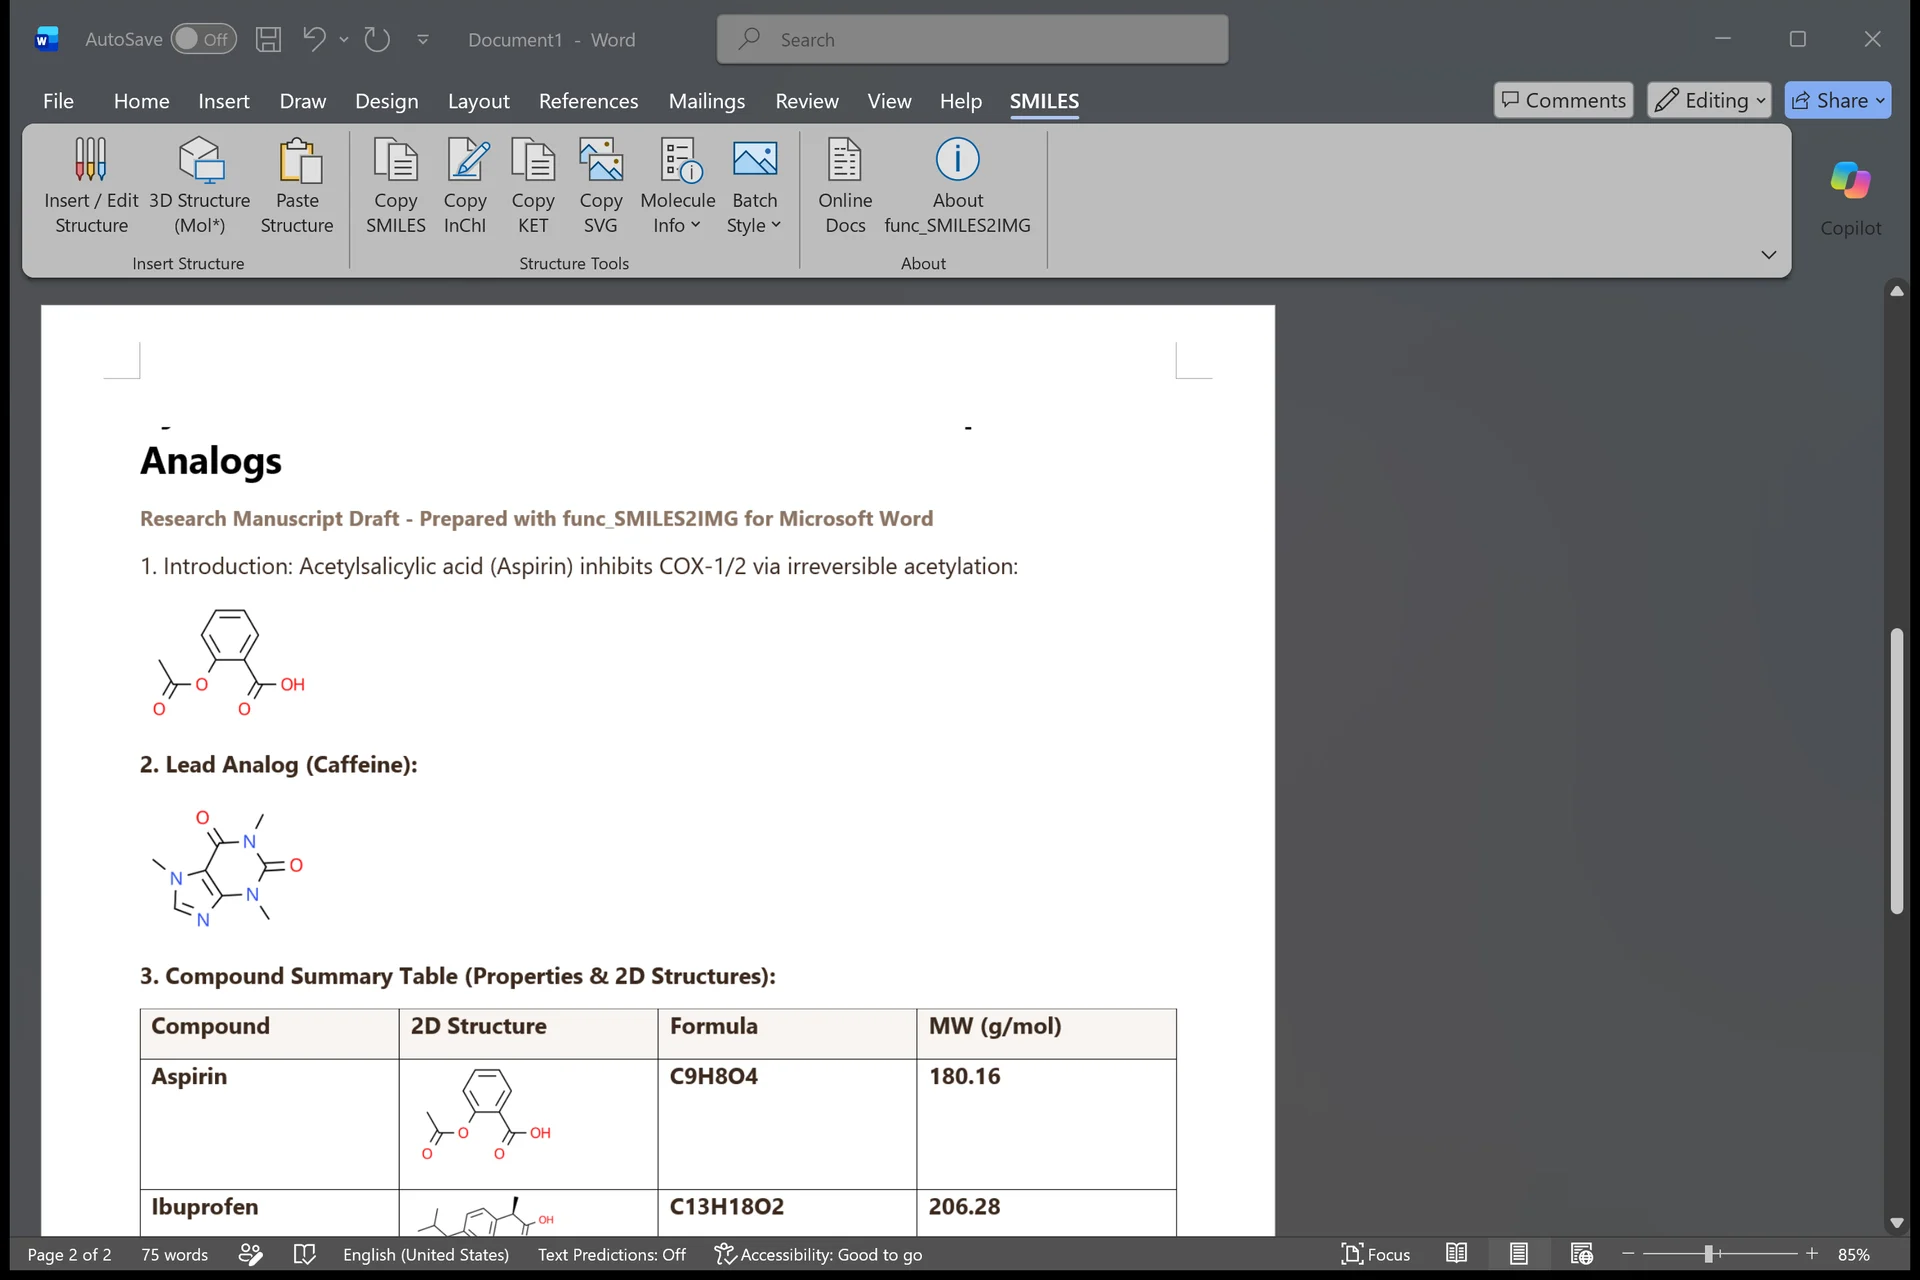 AutoSave Off Document1 - Word Search
File Home Insert Draw Design Layout References Mailings Review View Help SMILES Comments Editing Share
Insert / Edit Structure
3D Structure (Mol*)
Paste Structure
Insert Structure
Copy SMILES
Copy InChI
Copy KET
Copy SVG
Molecule Info
Batch Style
Structure Tools
Online Docs
About func_SMILES2IMG
About
Copilot
Analogs
Research Manuscript Draft - Prepared with func_SMILES2IMG for Microsoft Word
1. Introduction: Acetylsalicylic acid (Aspirin) inhibits COX-1/2 via irreversible acetylation:
O OH
O O
2. Lead Analog (Caffeine):
O
N
O
N
N
N
3. Compound Summary Table (Properties & 2D Structures):
Compound 2D Structure Formula MW (g/mol)
Aspirin C9H8O4 180.16
O OH
O O
Ibuprofen C13H18O2 206.28
OH
Page 2 of 2 75 words English (United States) Text Predictions: Off Accessibility: Good to go Focus 85%